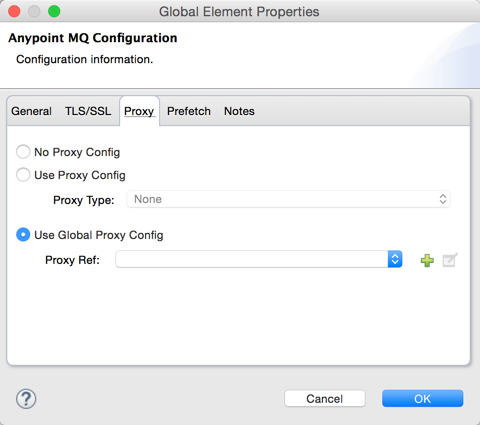 Global Element Properties
Anypoint MQ Configuration
Configuration information.
General TLS/SSL Proxy Prefetch Notes
No Proxy Config
Use Proxy Config
Proxy Type: None
Use Global Proxy Config
Proxy Ref:
? Cancel OK